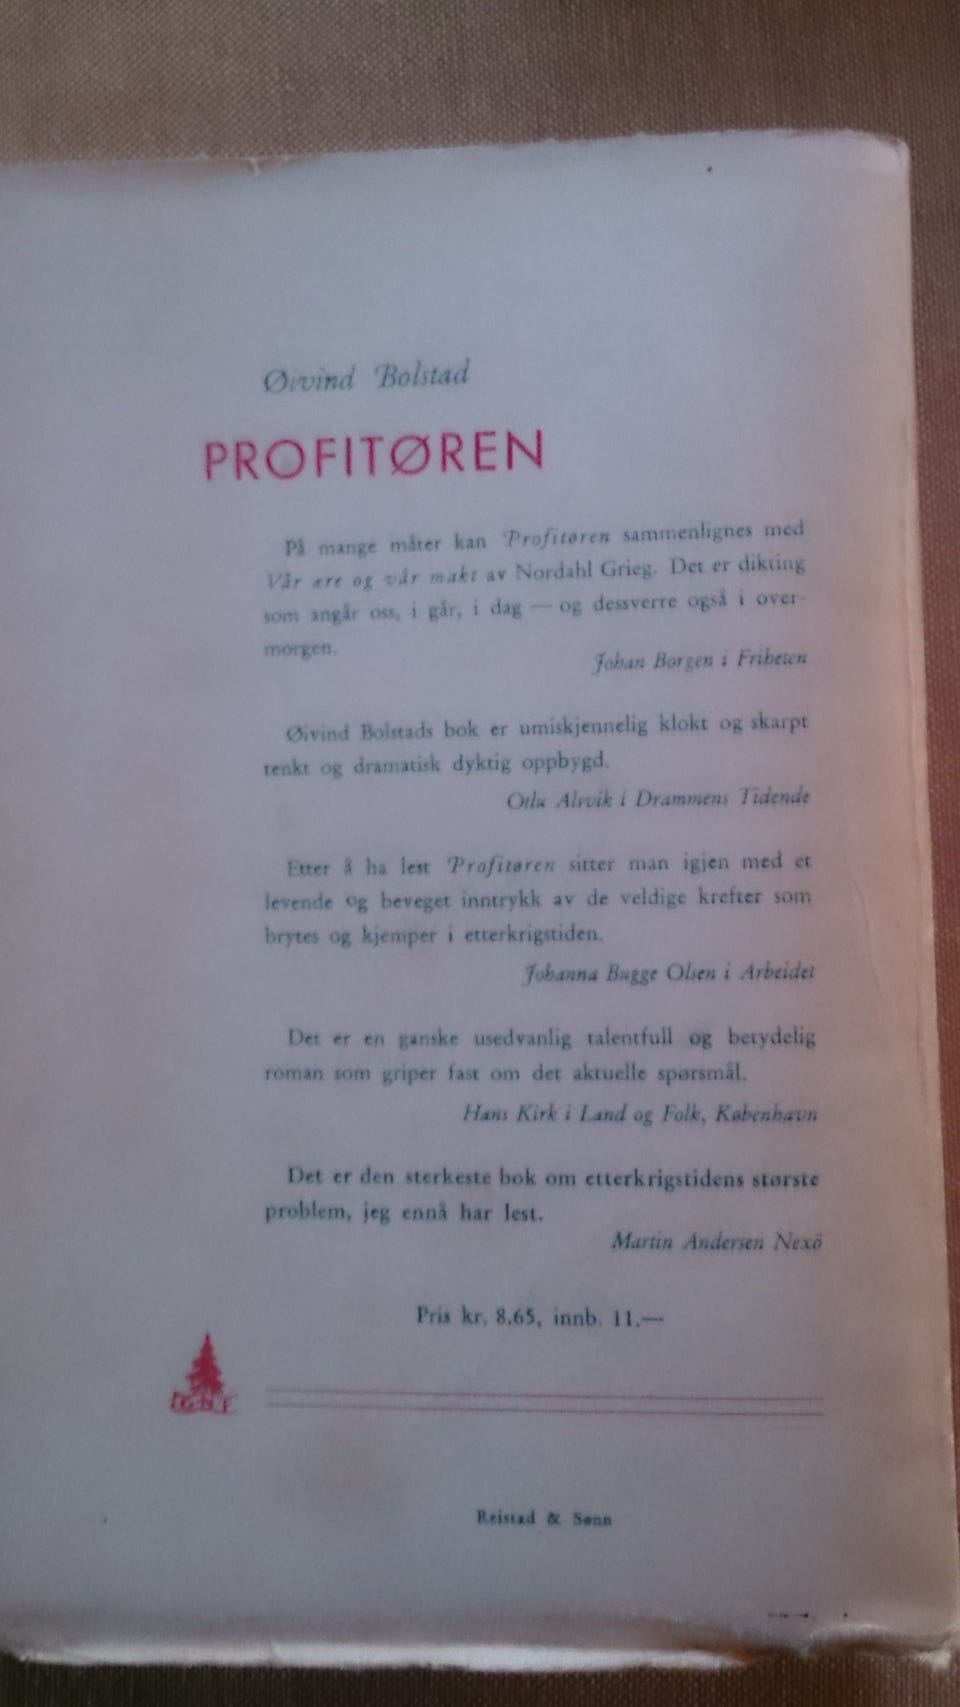 Øivind Bolstad
PROFITØREN
På mange måter kan Profitøren sammenlignes med
Vår ære og vår makt av Nordahl Grieg. Det er dikting
som angår oss, i går, i dag — og dessverre også i over-
morgen.
Johan Borgen i Friheten
Øivind Bolstads bok er umiskjennelig klokt og skarpt
tenkt og dramatisk dyktig oppbygd.
Otlu Alsvik i Drammens Tidende
Etter å ha lest Profitøren sitter man igjen med et
levende og beveget inntrykk av de veldige krefter som
brytes og kjemper i etterkrigstiden.
Johanna Bugge Olsen i Arbeidet
Det er en ganske usedvanlig talentfull og betydelig
roman som griper fast om det aktuelle spørsmål.
Hans Kirk i Land og Folk, København
Det er den sterkeste bok om etterkrigstidens største
problem, jeg ennå har lest.
Martin Andersen Nexö
Pris kr. 8.65, innb. 11.—
Reistad & Sønn